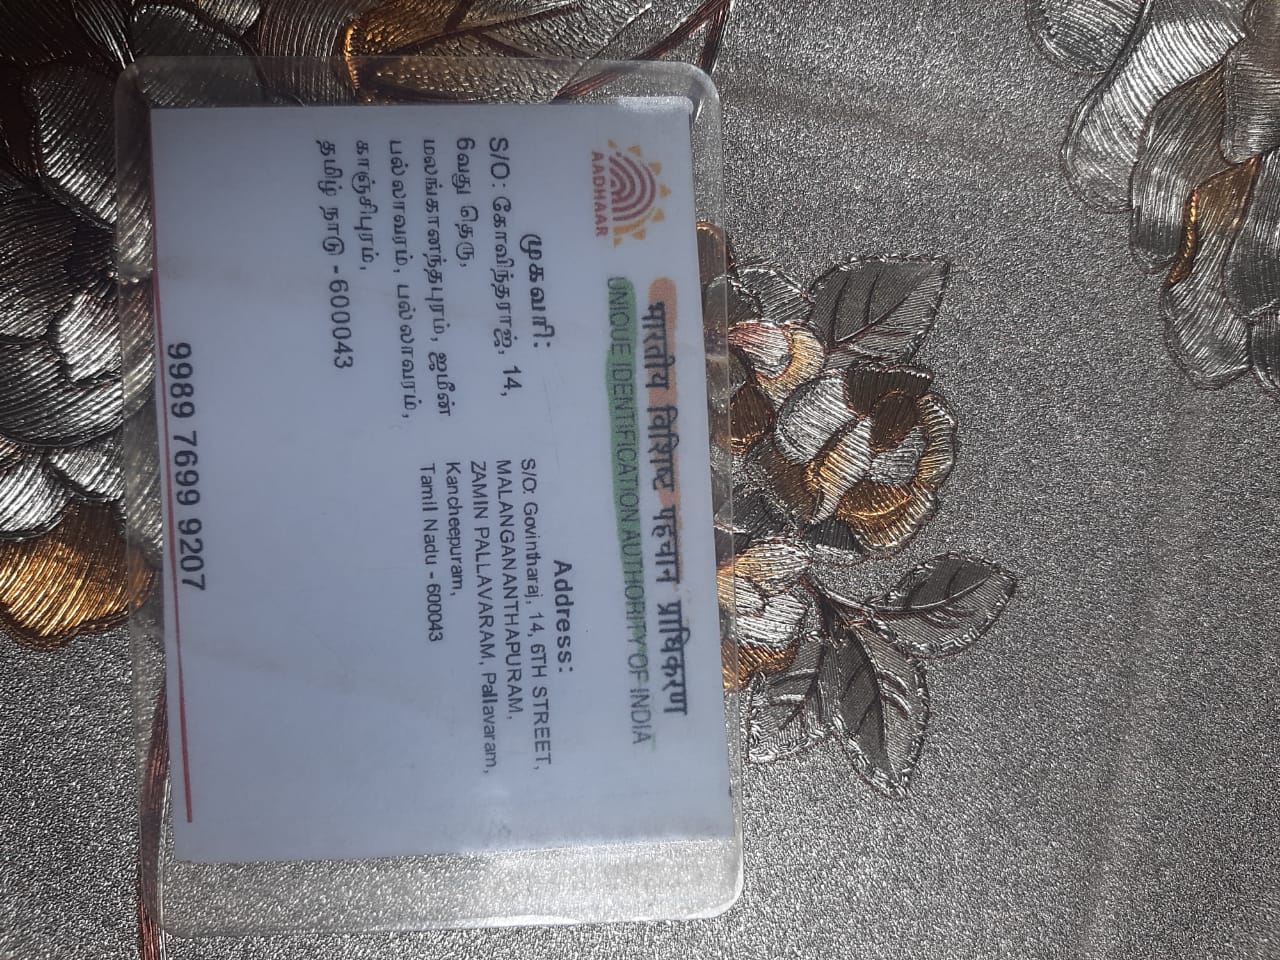 भारतीय विशिष्ट पहचान प्राधिकरण
UNIQUE IDENTIFICATION AUTHORITY OF INDIA
AADHAAR
முகவரி:
S/O: கோவிந்தராஜ், 14,
6வது தெரு,
மலங்கானந்தபுரம், ஜமீன்
பல்லாவரம், பல்லாவரம்,
காஞ்சிபுரம்,
தமிழ் நாடு - 600043
Address:
S/O: Govintharaj, 14, 6TH STREET,
MALANGANANTHAPURAM,
ZAMIN PALLAVARAM, Pallavaram,
Kancheepuram,
Tamil Nadu - 600043
9989 7699 9207